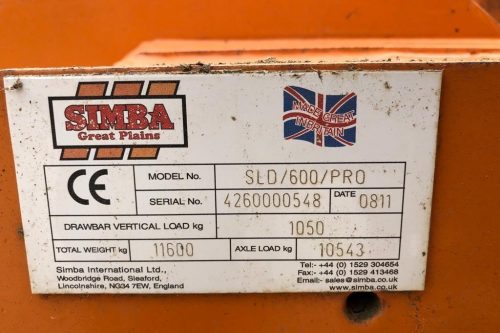 SIMBA
Great Plains
MADE GREAT
IN BRITAIN
CE
MODEL No. SLD/600/PRO
SERIAL No. 4260000548 DATE 0811
DRAWBAR VERTICAL LOAD kg 1050
TOTAL WEIGHT kg 11600 AXLE LOAD kg 10543
Simba International Ltd.,
Woodbridge Road, Sleaford,
Lincolnshire, NG34 7EW, England
Tel:- +44 (0) 1529 304654
Fax:- +44 (0) 1529 413468
Email:- sales@simba.co.uk
www.simba.co.uk